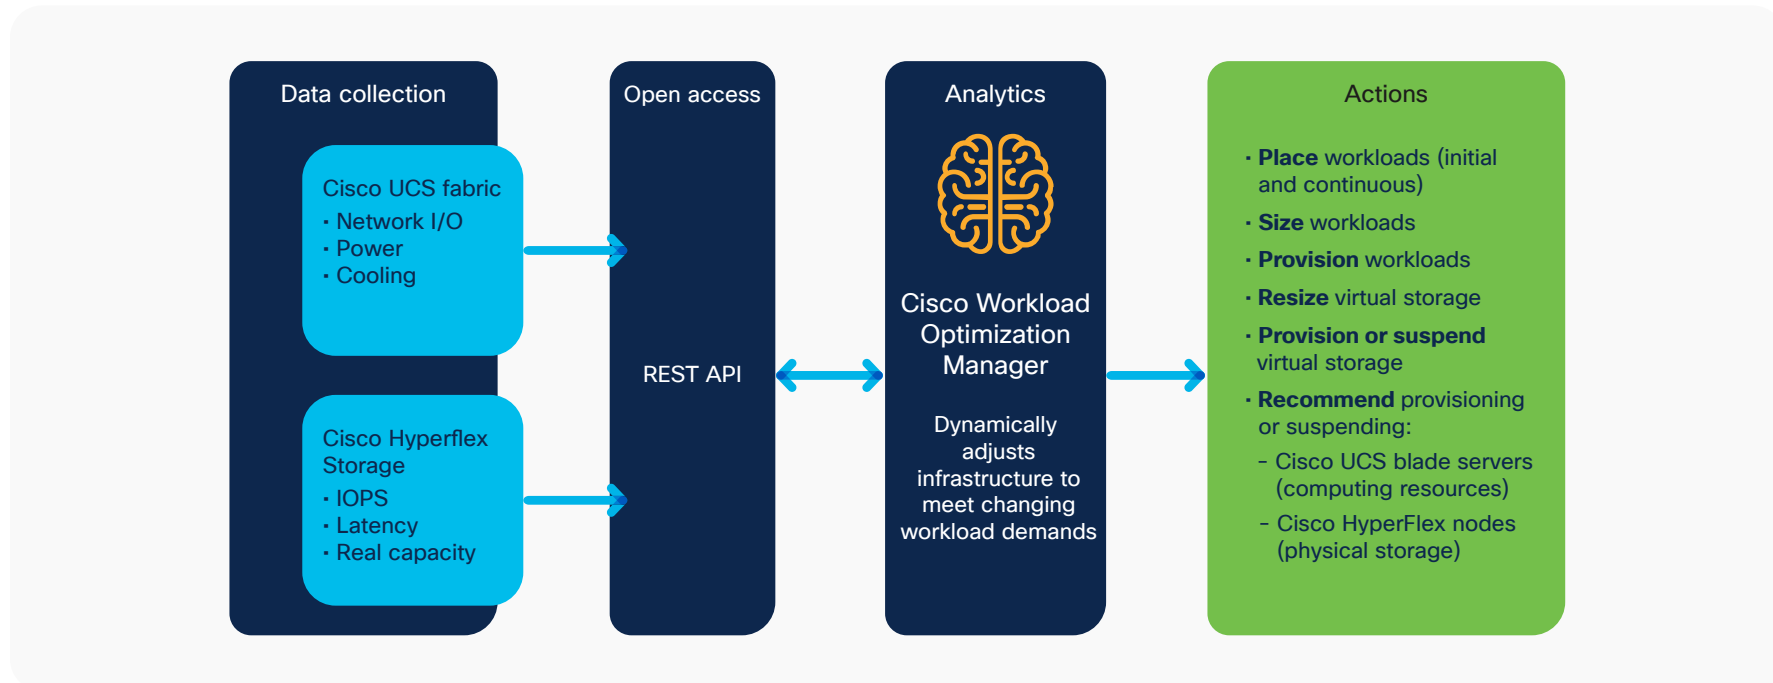 Data collection
Cisco UCS fabric
· Network I/O
· Power
· Cooling
Cisco Hyperflex
Storage
· IOPS
· Latency
· Real capacity
Open access
REST API
Analytics
Cisco Workload
Optimization
Manager
Dynamically
adjusts
infrastructure to
meet changing
workload demands
Actions
· Place workloads (initial
and continuous)
· Size workloads
· Provision workloads
· Resize virtual storage
· Provision or suspend
virtual storage
· Recommend provisioning
or suspending:
– Cisco UCS blade servers
(computing resources)
– Cisco HyperFlex nodes
(physical storage)